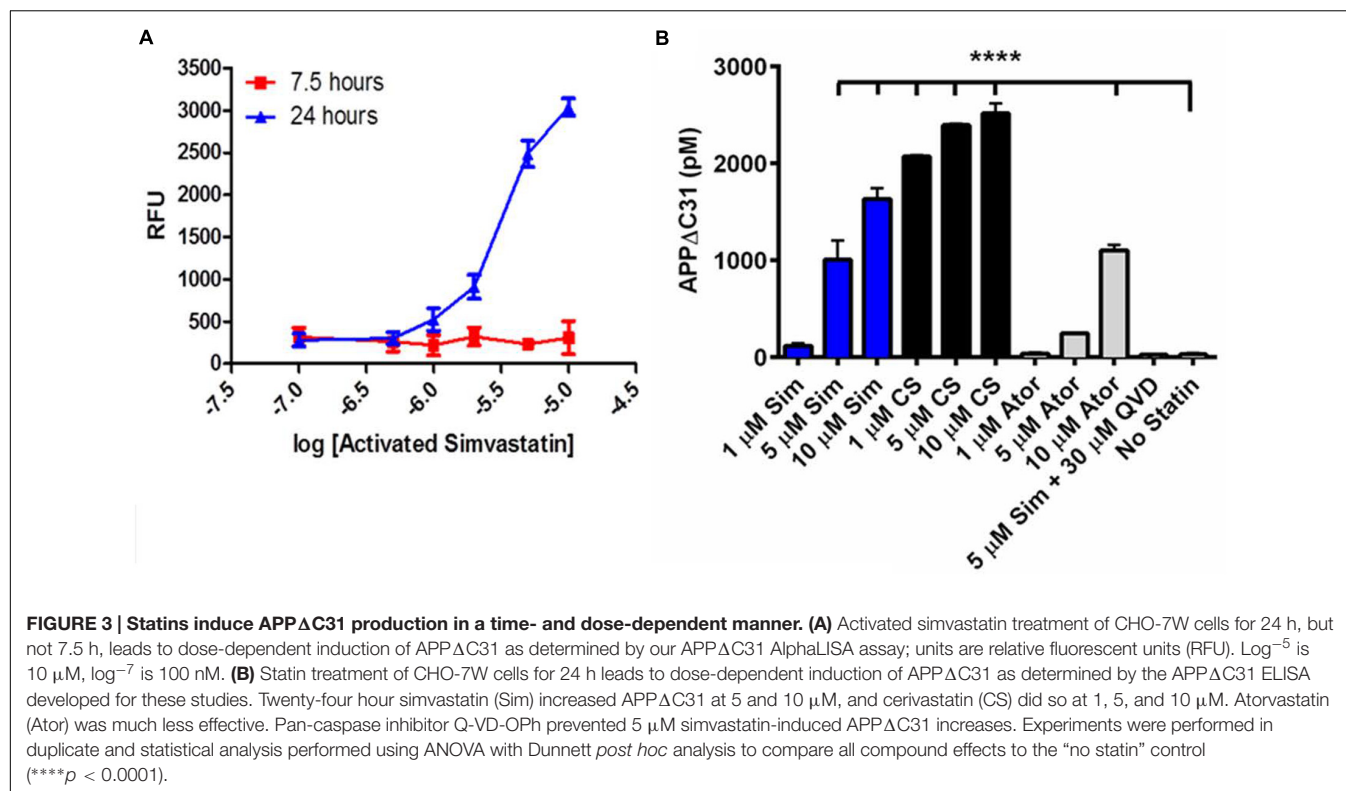 A
3500
3000
2500
2000
1500
1000
500
0
RFU
7.5 hours
24 hours
-7.5
-7.0
-6.5
-6.0
-5.5
-5.0
-4.5
log [Activated Simvastatin]
B
****
3000
2000
1000
0
APPΔC31 (pM)
1 μM Sim
5 μM Sim
10 μM Sim
1 μM CS
5 μM CS
10 μM CS
1 μM Ator
5 μM Ator
10 μM Ator
5 μM Sim + 30 μM QVD
No Statin
FIGURE 3 | Statins induce APPΔC31 production in a time- and dose-dependent manner. (A) Activated simvastatin treatment of CHO-7W cells for 24 h, but
not 7.5 h, leads to dose-dependent induction of APPΔC31 as determined by our APPΔC31 AlphaLISA assay; units are relative fluorescent units (RFU). Log⁻⁵ is
10 μM, log⁻⁷ is 100 nM. (B) Statin treatment of CHO-7W cells for 24 h leads to dose-dependent induction of APPΔC31 as determined by the APPΔC31 ELISA
developed for these studies. Twenty-four hour simvastatin (Sim) increased APPΔC31 at 5 and 10 μM, and cerivastatin (CS) did so at 1, 5, and 10 μM. Atorvastatin
(Ator) was much less effective. Pan-caspase inhibitor Q-VD-OPh prevented 5 μM simvastatin-induced APPΔC31 increases. Experiments were performed in
duplicate and statistical analysis performed using ANOVA with Dunnett post hoc analysis to compare all compound effects to the “no statin” control
(****p < 0.0001).